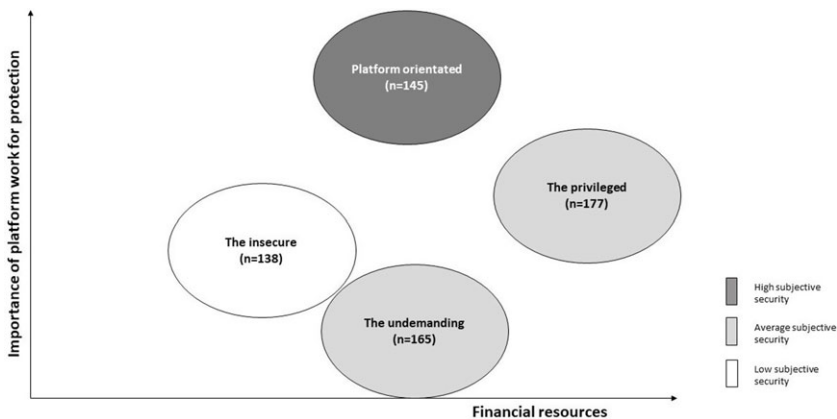 Importance of platform work for protection
Platform orientated
(n=145)
The privileged
(n=177)
The insecure
(n=138)
The undemanding
(n=165)
High subjective
security
Average subjective
security
Low subjective
security
Financial resources